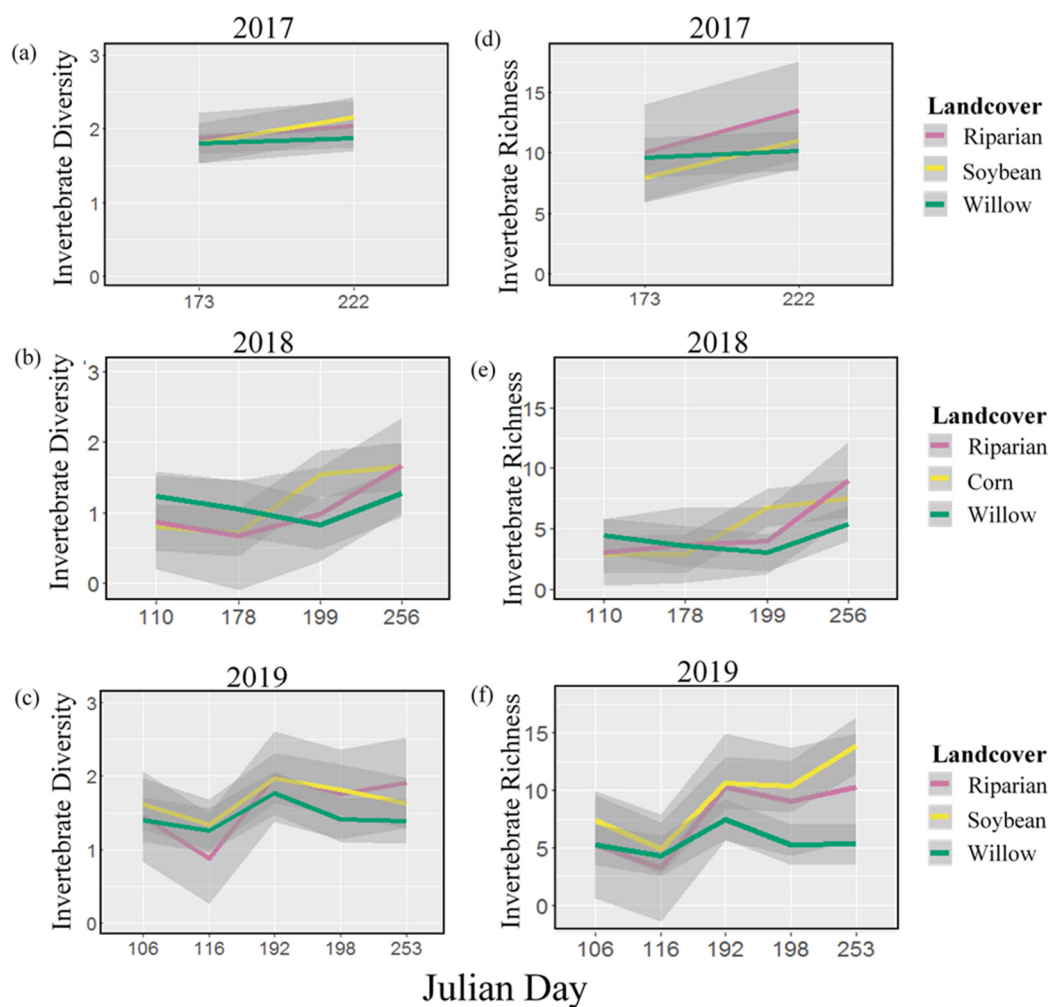 2017
(a)
Invertebrate Diversity
3
2
1
0
173 222
2017
(d)
Invertebrate Richness
15
10
5
0
173 222
Landcover
Riparian
Soybean
Willow
2018
(b)
Invertebrate Diversity
3
2
1
0
110 178 199 256
2018
(e)
Invertebrate Richness
15
10
5
0
110 178 199 256
Landcover
Riparian
Corn
Willow
2019
(c)
Invertebrate Diversity
3
2
1
0
106 116 192 198 253
2019
(f)
Invertebrate Richness
15
10
5
0
106 116 192 198 253
Landcover
Riparian
Soybean
Willow
Julian Day